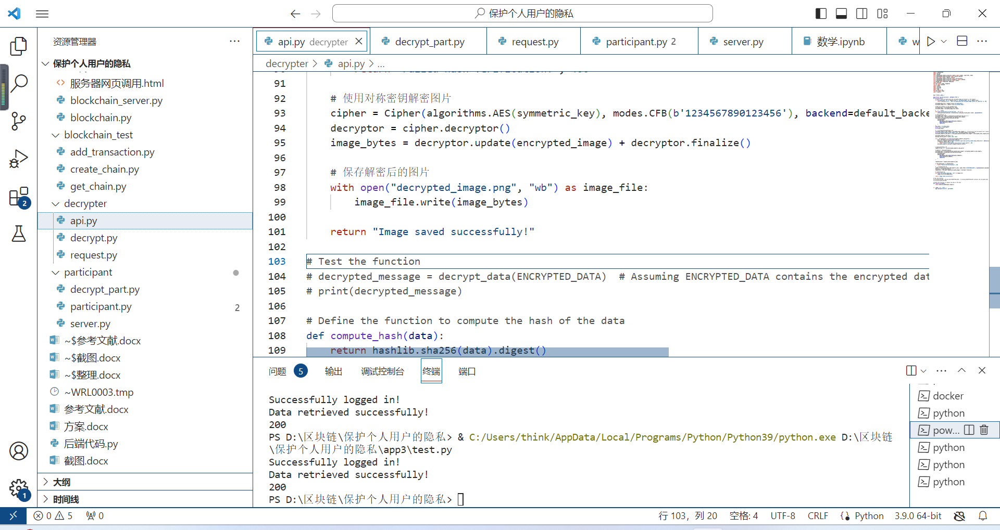 保护个人用户的隐私
资源管理器
保护个人用户的隐私
服务器网页调用.html
blockchain_server.py
blockchain.py
blockchain_test
add_transaction.py
create_chain.py
get_chain.py
decrypter
api.py
decrypt.py
request.py
participant
decrypt_part.py
participant.py 2
server.py
~$参考文献.docx
~$截图.docx
~$整理.docx
~WRL0003.tmp
参考文献.docx
方案.docx
后端代码.py
截图.docx
大纲
时间线
api.py decrypter decrypt_part.py request.py participant.py 2 server.py 数学.ipynb w
decrypter > api.py > ...
91
92 # 使用对称密钥解密图片
93 cipher = Cipher(algorithms.AES(symmetric_key), modes.CFB(b'1234567890123456'), backend=default_backe
94 decryptor = cipher.decryptor()
95 image_bytes = decryptor.update(encrypted_image) + decryptor.finalize()
96
97 # 保存解密后的图片
98 with open("decrypted_image.png", "wb") as image_file:
99 image_file.write(image_bytes)
100
101 return "Image saved successfully!"
102
103 # Test the function
104 # decrypted_message = decrypt_data(ENCRYPTED_DATA)  # Assuming ENCRYPTED_DATA contains the encrypted dat
105 # print(decrypted_message)
106
107 # Define the function to compute the hash of the data
108 def compute_hash(data):
109 return hashlib.sha256(data).digest()
问题 5 输出 调试控制台 终端 端口
Successfully logged in!
Data retrieved successfully!
200
PS D:\区块链\保护个人用户的隐私> & C:/Users/think/AppData/Local/Programs/Python/Python39/python.exe D:\区块链
\保护个人用户的隐私\app3\test.py
Successfully logged in!
Data retrieved successfully!
200
PS D:\区块链\保护个人用户的隐私>
docker
python
pow...
python
python
python
2
1
0 5 0
行 103，列 20 空格: 4 UTF-8 CRLF Python 3.9.0 64-bit